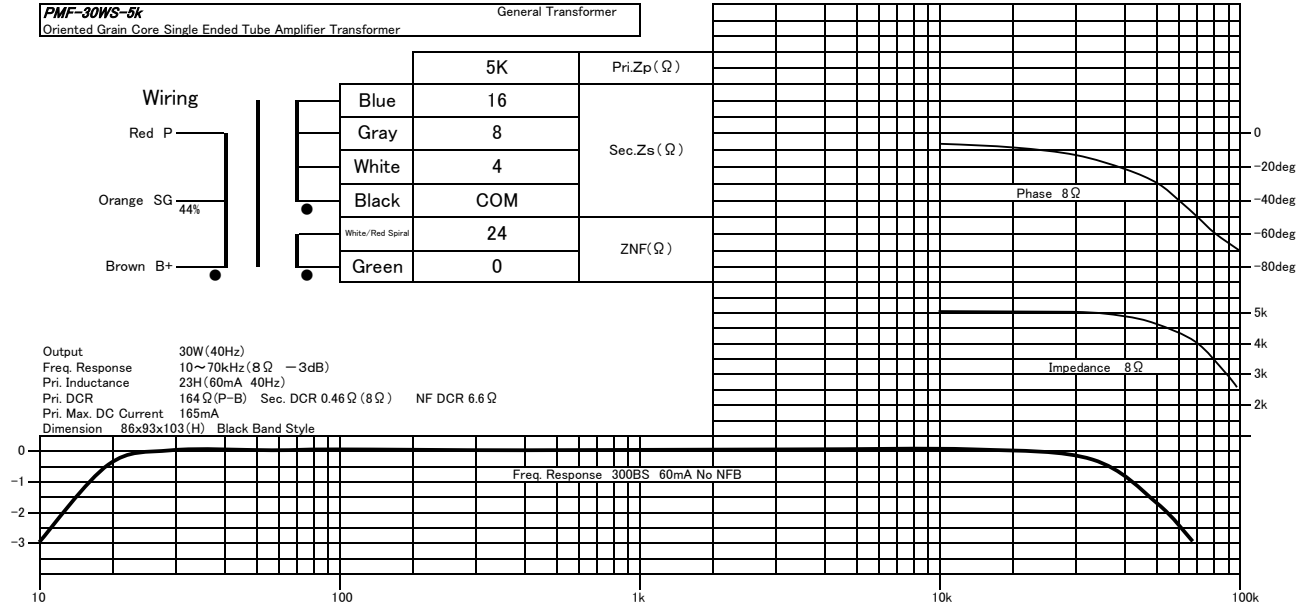 PMF-30WS-5k General Transformer
Oriented Grain Core Single Ended Tube Amplifier Transformer
5K Pri.Zp(Ω)
Wiring
Blue 16
Red P
Gray 8
Sec.Zs(Ω)
White 4
Orange SG 44%
Black COM
White/Red Spiral 24
ZNF(Ω)
Brown B+
Green 0
0
-20deg
Phase 8Ω
-40deg
-60deg
-80deg
5k
4k
Impedance 8Ω
3k
2k
Output 30W(40Hz)
Freq. Response 10～70kHz(8Ω －3dB)
Pri. Inductance 23H(60mA 40Hz)
Pri. DCR 164Ω(P-B) Sec. DCR 0.46Ω(8Ω) NF DCR 6.6Ω
Pri. Max. DC Current 165mA
Dimension 86x93x103(H) Black Band Style
0
-1
Freq. Response 300BS 60mA No NFB
-2
-3
10 100 1k 10k 100k